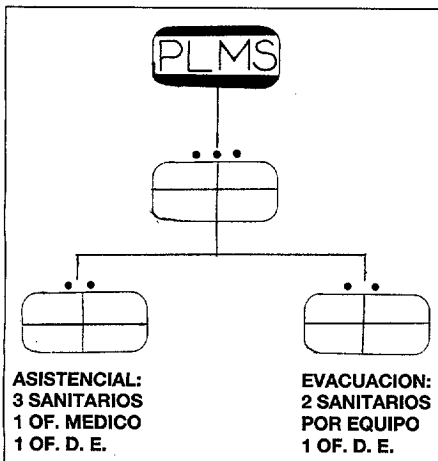 PLMS
ASISTENCIAL:
3 SANITARIOS
1 OF. MEDICO
1 OF. D. E.
EVACUACION:
2 SANITARIOS
POR EQUIPO
1 OF. D. E.